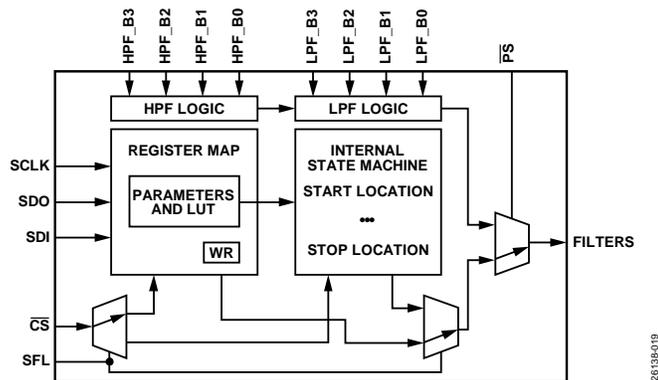 HPF_B3
HPF_B2
HPF_B1
HPF_B0
LPF_B3
LPF_B2
LPF_B1
LPF_B0
PS
HPF LOGIC
LPF LOGIC
REGISTER MAP
INTERNAL
STATE MACHINE
SCLK
PARAMETERS
AND LUT
START LOCATION
SDO
•••
SDI
WR
STOP LOCATION
FILTERS
CS
SFL
26138-019